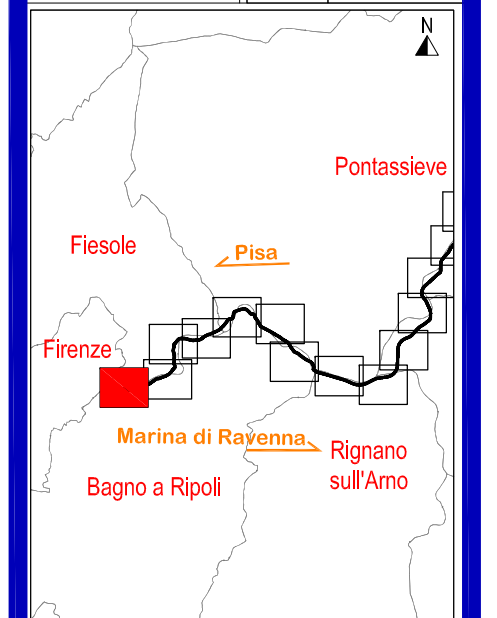 N
Pontassieve
Fiesole
Pisa
Firenze
Marina di Ravenna
Rignano
sull'Arno
Bagno a Ripoli